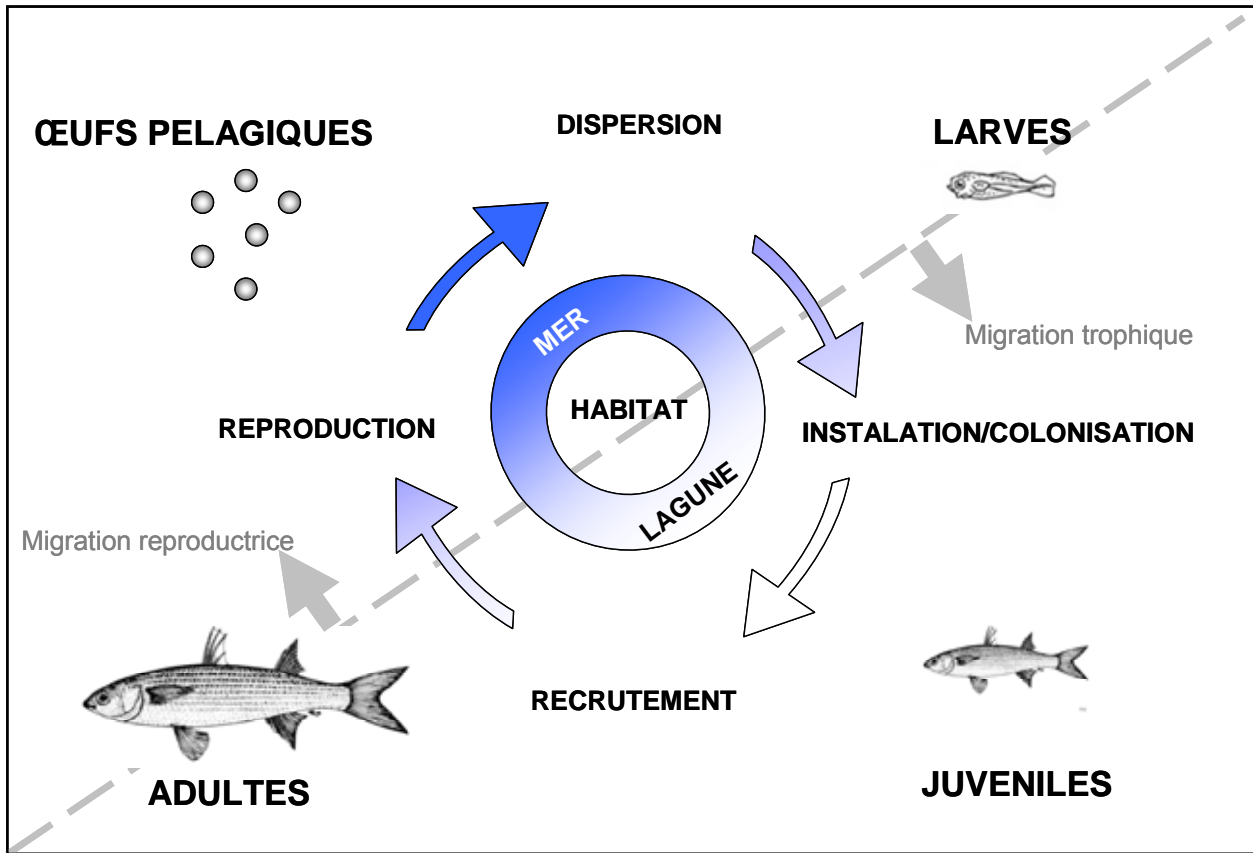 DISPERSION
ŒUFS PELAGIQUES
LARVES
MER
Migration trophique
HABITAT
REPRODUCTION
INSTALATION/COLONISATION
LAGUNE
Migration reproductrice
RECRUTEMENT
JUVENILES
ADULTES